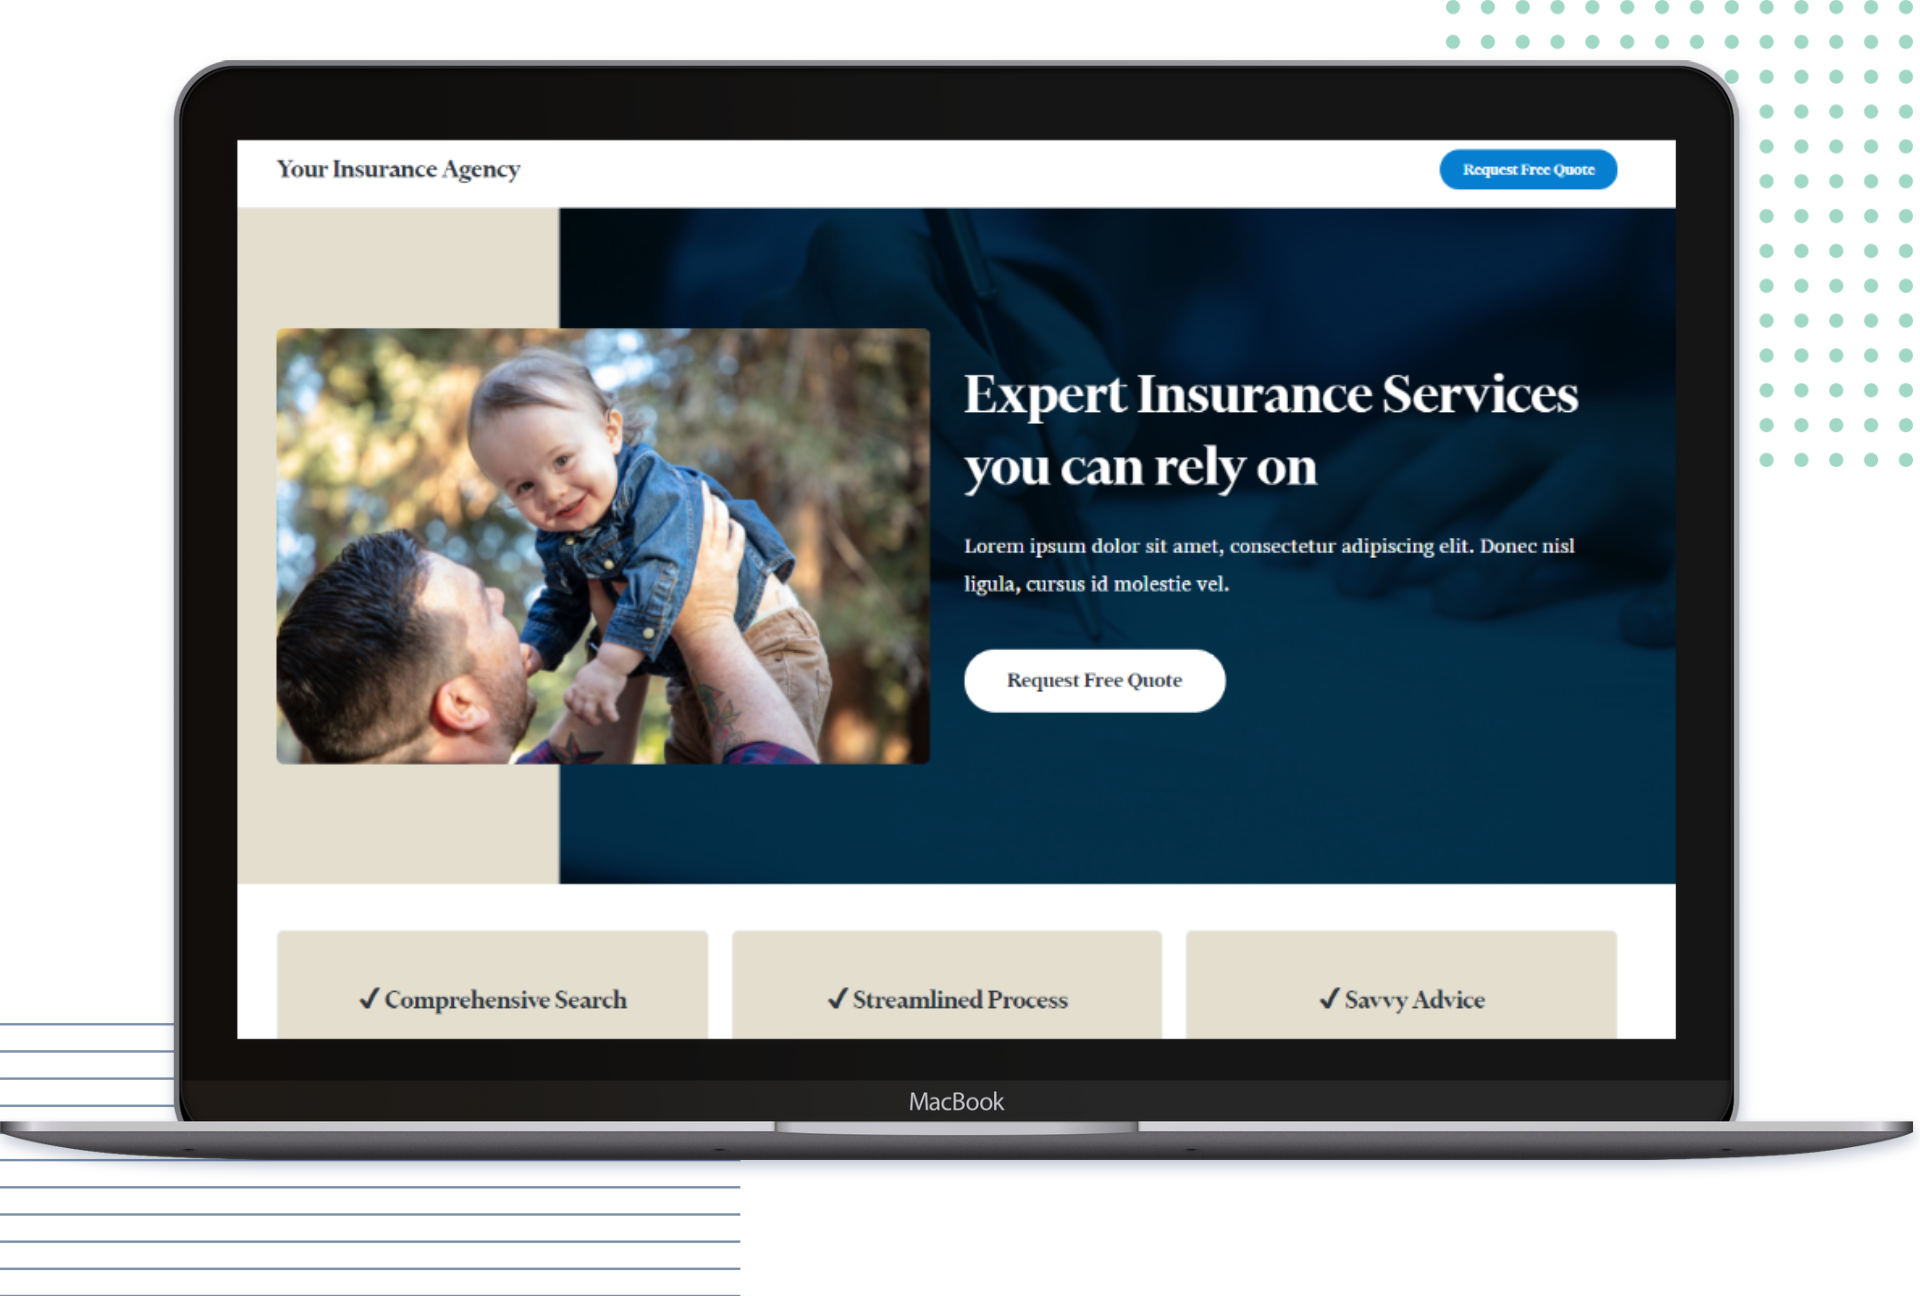 Your Insurance Agency
Request Free Quote
Expert Insurance Services
you can rely on
Lorem ipsum dolor sit amet, consectetur adipiscing elit. Donec nisl
ligula, cursus id molestie vel.
Request Free Quote
✓ Comprehensive Search
✓ Streamlined Process
✓ Savvy Advice
MacBook